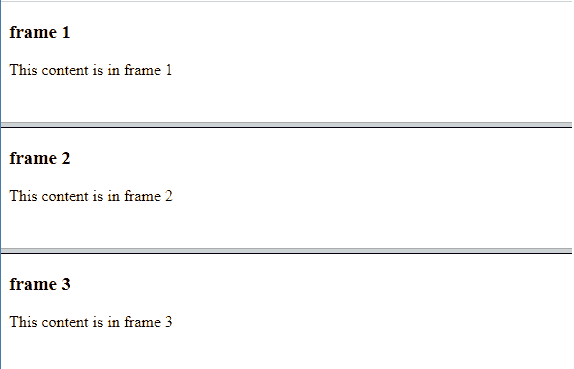 frame 1
This content is in frame 1
frame 2
This content is in frame 2
frame 3
This content is in frame 3